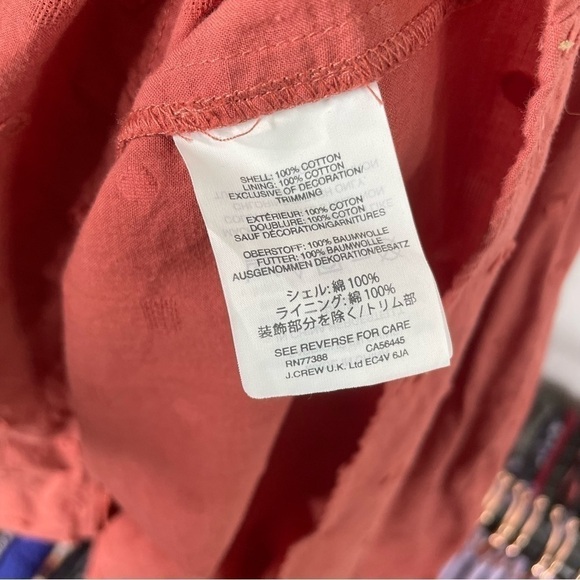 SHELL: 100% COTTON
LINING: 100% COTTON
EXCLUSIVE OF DECORATION/
TRIMMING
EXTÉRIEUR: 100% COTON
DOUBLURE: 100% COTON
SAUF DÉCORATION/GARNITURES
OBERSTOFF: 100% BAUMWOLLE
FUTTER: 100% BAUMWOLLE
AUSGENOMMEN DEKORATION/BESATZ
シェル: 綿 100%
ライニング: 綿 100%
装飾部分を除く/トリム部
SEE REVERSE FOR CARE
RN77388 CA56445
J.CREW U.K. Ltd EC4V 6JA